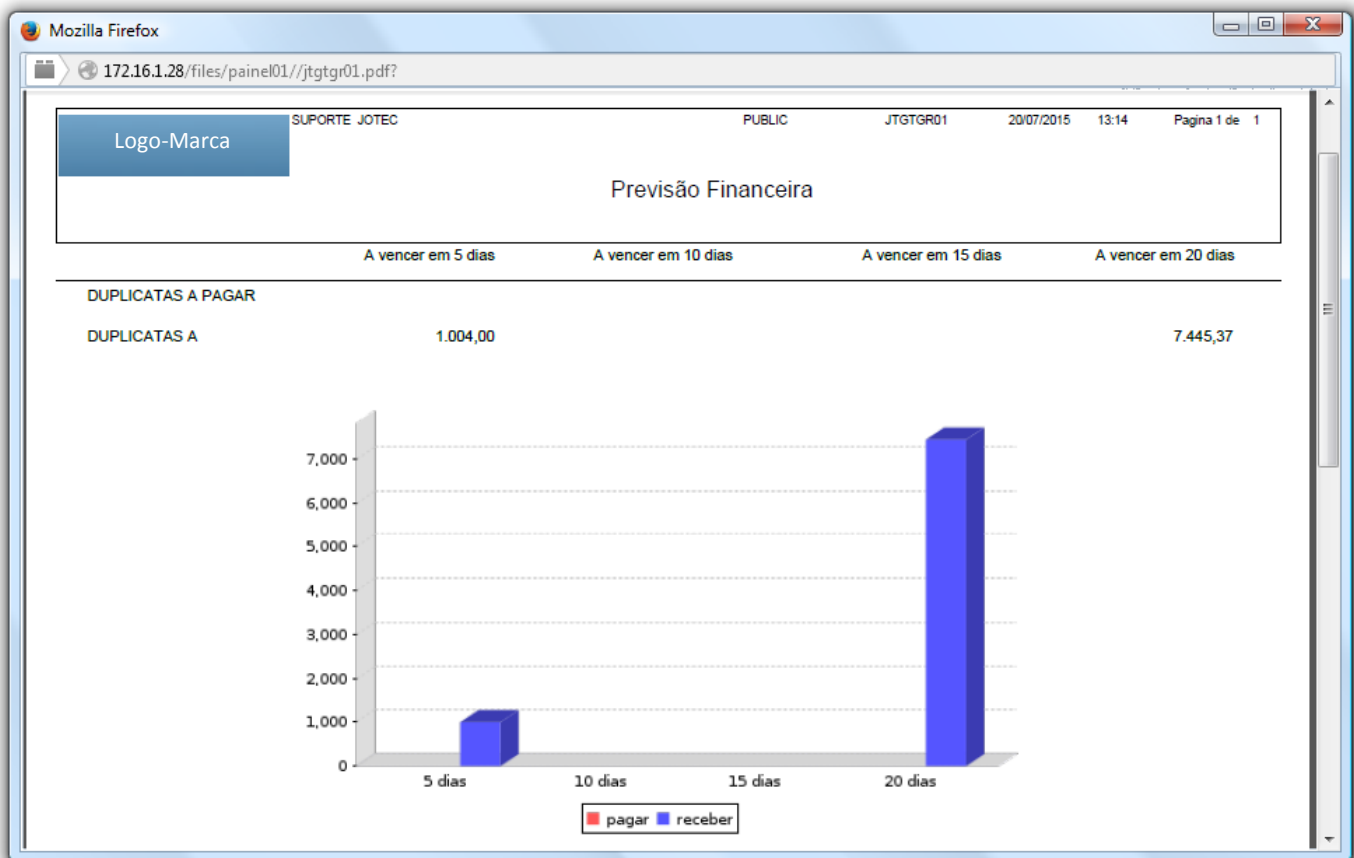 Mozilla Firefox
172.16.1.28/files/painel01//jtgtgr01.pdf?
Logo-Marca
SUPORTE JOTEC PUBLIC JTGTGR01 20/07/2015 13:14 Pagina 1 de 1
Previsão Financeira
A vencer em 5 dias A vencer em 10 dias A vencer em 15 dias A vencer em 20 dias
DUPLICATAS A PAGAR
DUPLICATAS A 1.004,00 7.445,37
7,000
6,000
5,000
4,000
3,000
2,000
1,000
0
5 dias 10 dias 15 dias 20 dias
pagar receber